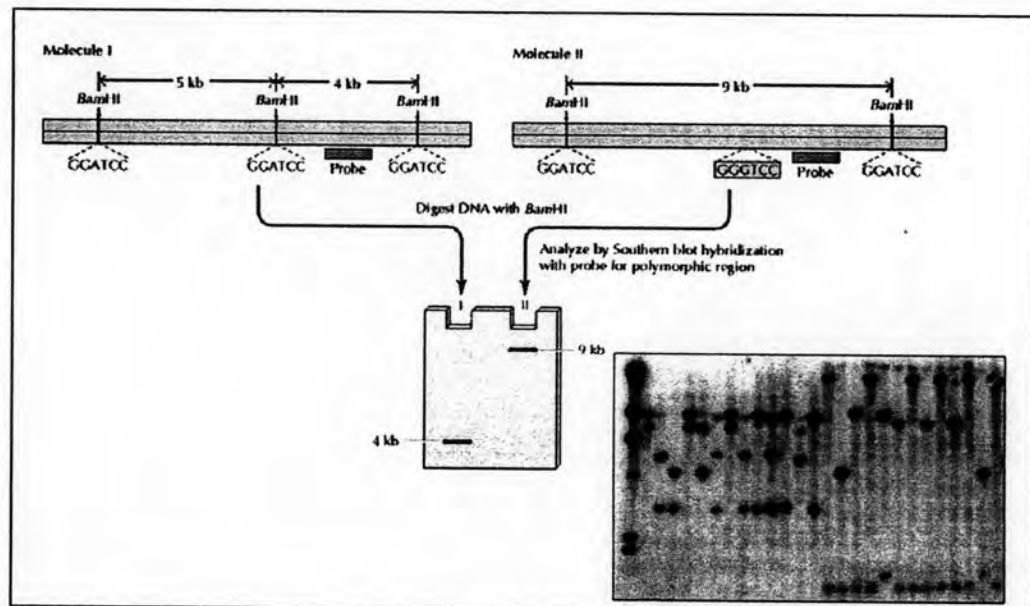 Molecule I
Molecule II
5 kb
4 kb
9 kb
BamHI
BamHI
BamHI
BamHI
BamHI
GGATCC
GGATCC
Probe
GGATCC
GGATCC
GGGTCC
Probe
GGATCC
Digest DNA with BamHI
Analyze by Southern blot hybridization
with probe for polymorphic region
I
II
9 kb
4 kb